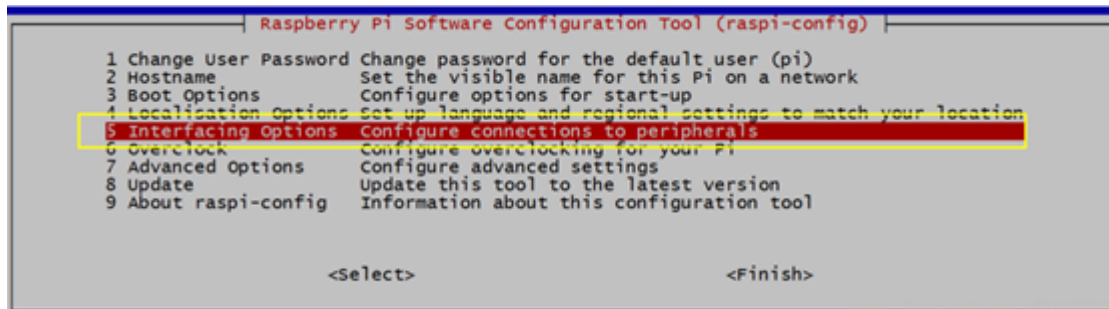 Raspberry Pi Software Configuration Tool (raspi-config)
1 Change User Password Change password for the default user (pi)
2 Hostname Set the visible name for this Pi on a network
3 Boot Options Configure options for start-up
4 Localisation Options Set up language and regional settings to match your location
5 Interfacing Options Configure connections to peripherals
6 Overclock Configure overclocking for your Pi
7 Advanced Options Configure advanced settings
8 Update Update this tool to the latest version
9 About raspi-config Information about this configuration tool
<Select> <Finish>